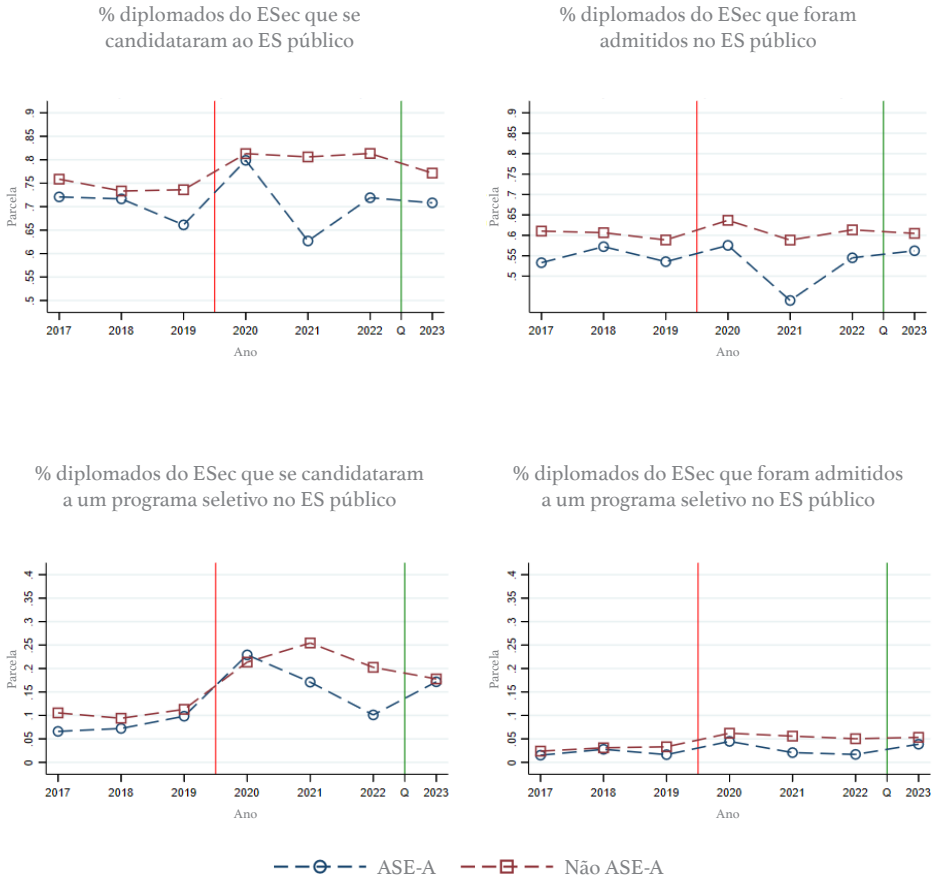 % diplomados do ESec que se
candidataram ao ES público
% diplomados do ESec que foram
admitidos no ES público
.9
.85
.8
.75
.7
.65
.6
.55
.5
Parcela
2017 2018 2019 2020 2021 2022 Q 2023
Ano
.9
.85
.8
.75
.7
.65
.6
.55
.5
Parcela
2017 2018 2019 2020 2021 2022 Q 2023
Ano
% diplomados do ESec que se candidataram
a um programa seletivo no ES público
% diplomados do ESec que foram admitidos
a um programa seletivo no ES público
.4
.35
.3
.25
.2
.15
.1
.05
0
Parcela
2017 2018 2019 2020 2021 2022 Q 2023
Ano
.4
.35
.3
.25
.2
.15
.1
.05
0
Parcela
2017 2018 2019 2020 2021 2022 Q 2023
Ano
ASE-A Não ASE-A